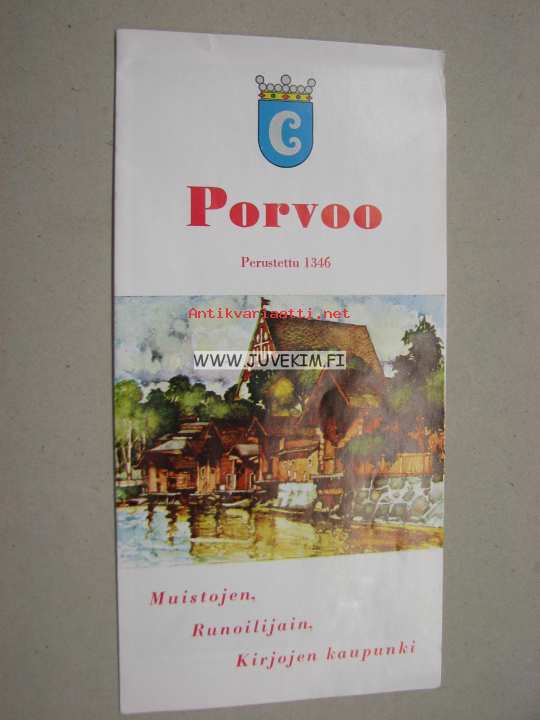 C
Porvoo
Perustettu 1346
Antikvariaatti.net
WWW.JUVEKIM.FI
Muistojen,
Runoilijain,
Kirjojen kaupunki